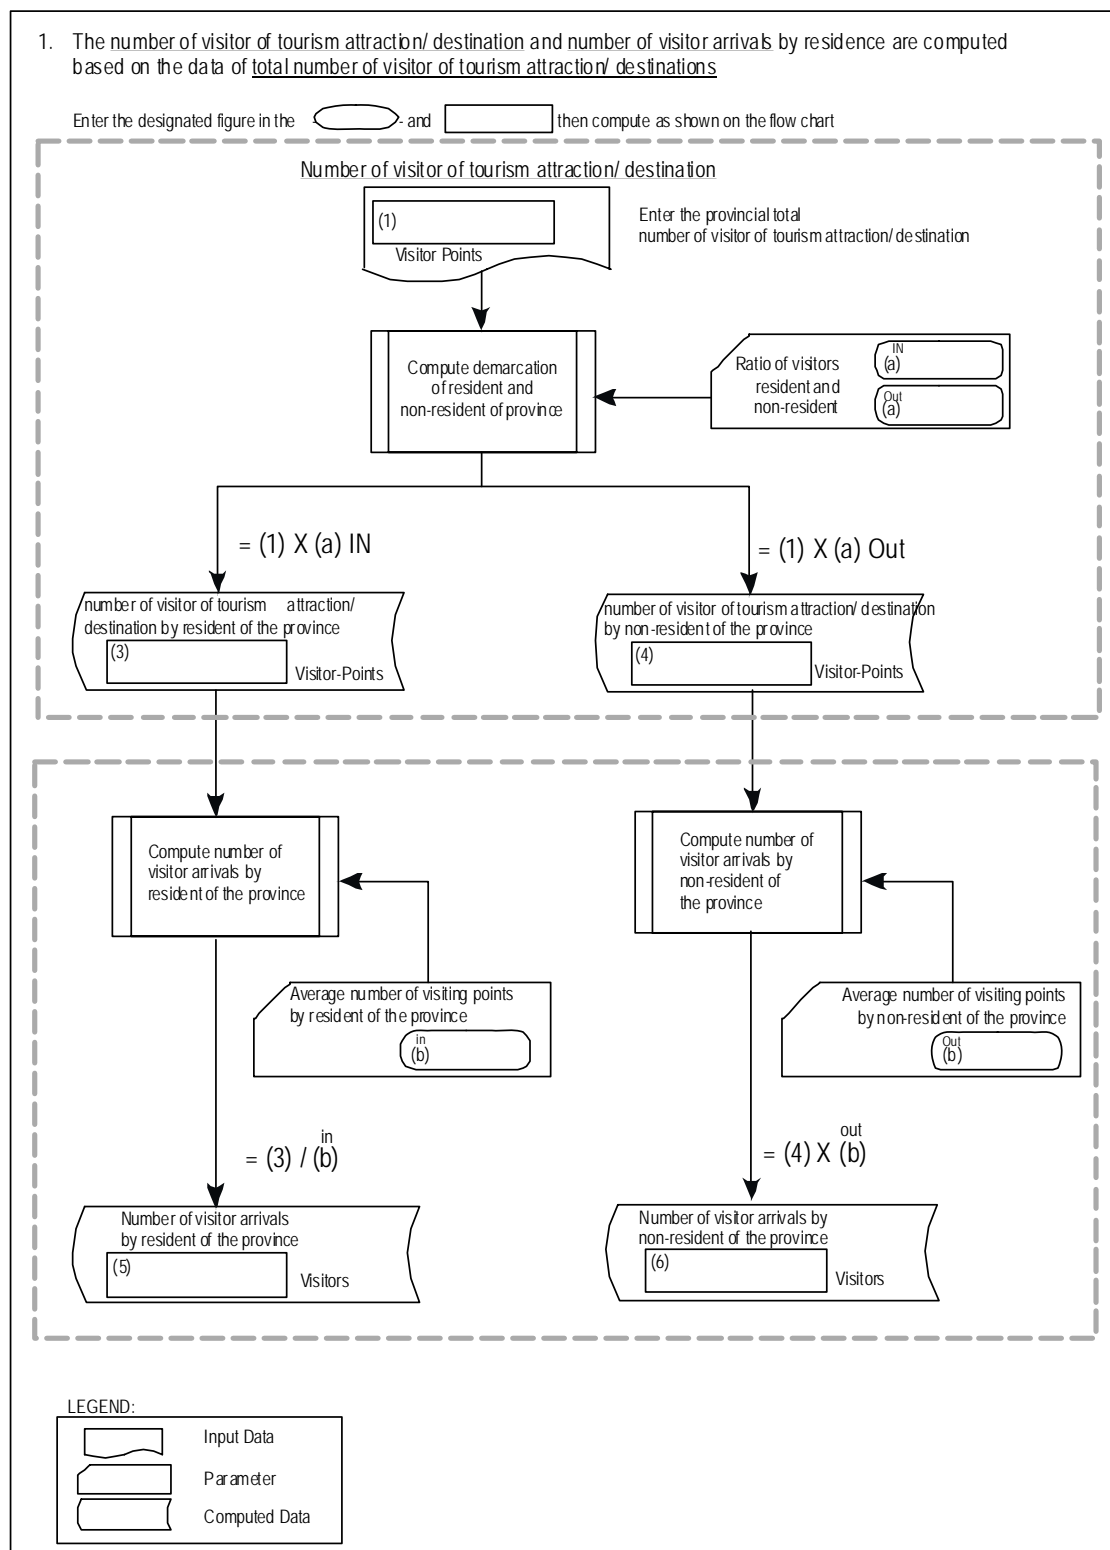 1. The number of visitor of tourism attraction/ destination and number of visitor arrivals by residence are computed
based on the data of total number of visitor of tourism attraction/ destinations
Enter the designated figure in the - - and then compute as shown on the flow chart
Number of visitor of tourism attraction/ destination
(1)
Visitor Points
Enter the provincial total
number of visitor of tourism attraction/ destination
Compute demarcation
of resident and
non-resident of province
Ratio of visitors
resident and
non-resident
IN
(a)
Out
(a)
= (1) X (a) IN
= (1) X (a) Out
number of visitor of tourism attraction/
destination by resident of the province
(3)
Visitor-Points
number of visitor of tourism attraction/ destination
by non-resident of the province
(4)
Visitor-Points
Compute number of
visitor arrivals by
resident of the province
Compute number of
visitor arrivals by
non-resident of
the province
Average number of visiting points
by resident of the province
in
(b)
Average number of visiting points
by non-resident of the province
Out
(b)
in
= (3) / (b)
out
= (4) X (b)
Number of visitor arrivals
by resident of the province
(5)
Visitors
Number of visitor arrivals by
non-resident of the province
(6)
Visitors
LEGEND:
Input Data
Parameter
Computed Data